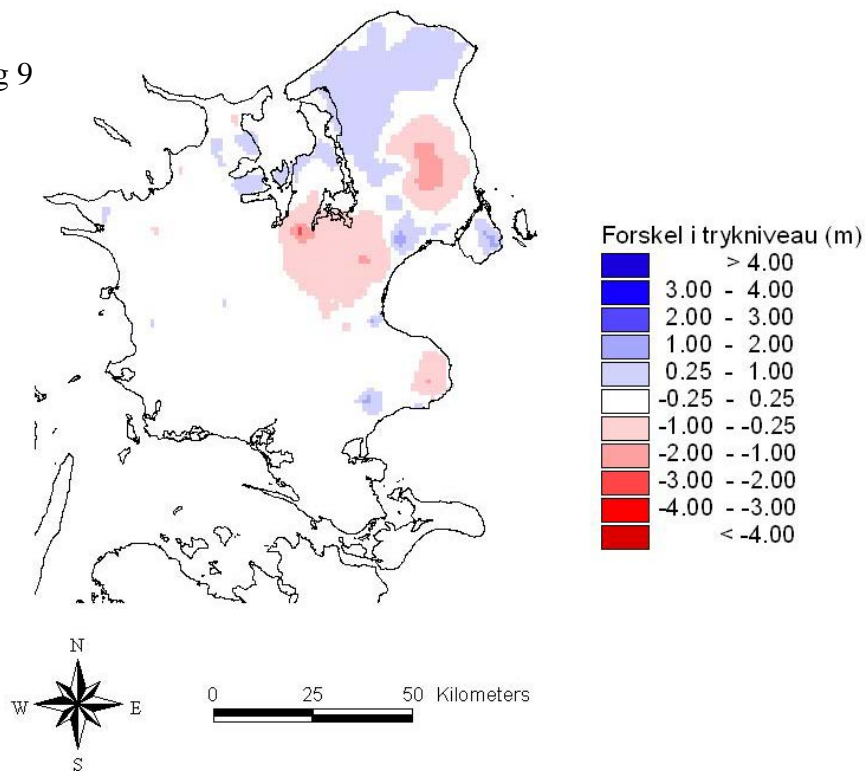 g 9
Forskel i trykniveau (m)
> 4.00
3.00 - 4.00
2.00 - 3.00
1.00 - 2.00
0.25 - 1.00
-0.25 - 0.25
-1.00 - -0.25
-2.00 - -1.00
-3.00 - -2.00
-4.00 - -3.00
< -4.00
N
W E
S
0 25 50 Kilometers